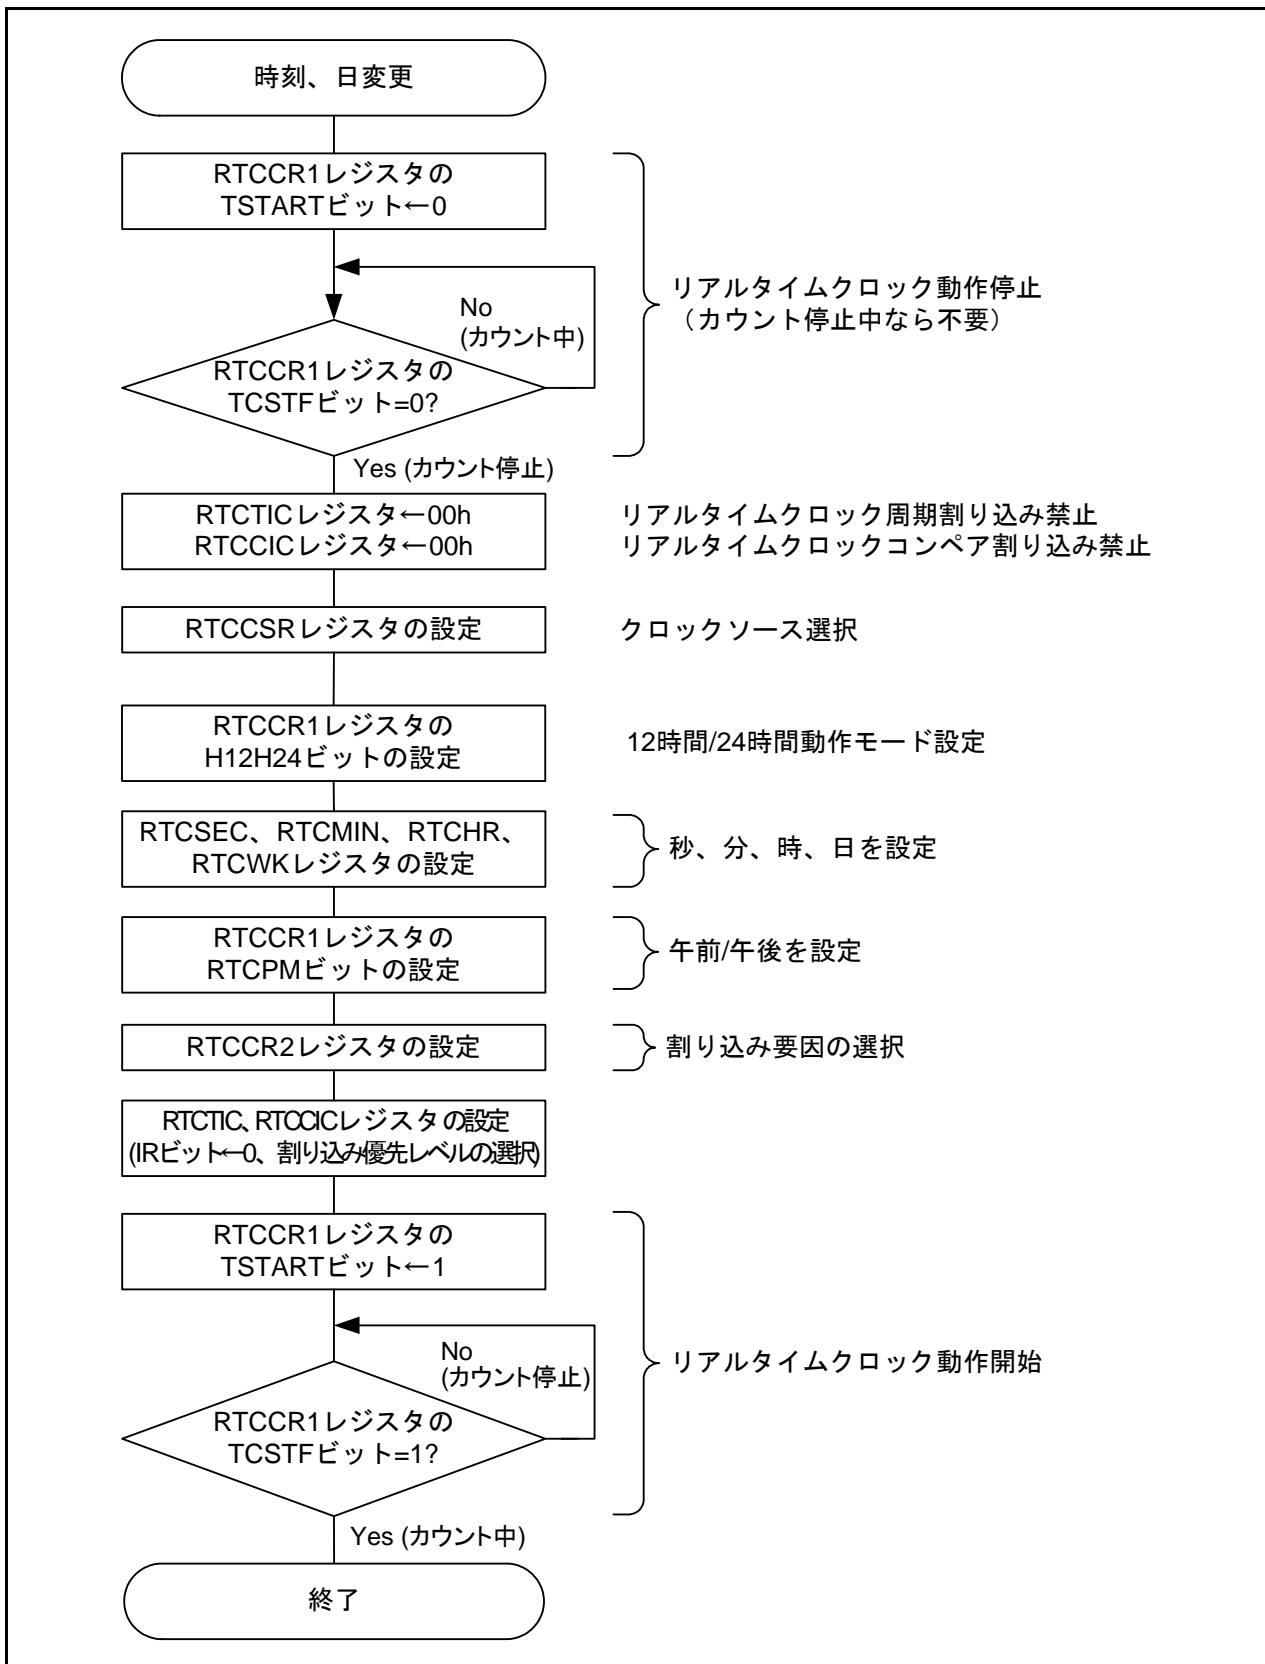 時刻、日変更
RTCCR1レジスタの
TSTARTビット←0
No
(カウント中)
リアルタイムクロック動作停止
（カウント停止中なら不要）
RTCCR1レジスタの
TCSTFビット=0?
Yes (カウント停止)
RTCTICレジスタ←00h
RTCCICレジスタ←00h
リアルタイムクロック周期割り込み禁止
リアルタイムクロックコンペア割り込み禁止
RTCCSRレジスタの設定
クロックソース選択
RTCCR1レジスタの
H12H24ビットの設定
12時間/24時間動作モード設定
RTCSEC、RTCMIN、RTCHR、
RTCWKレジスタの設定
秒、分、時、日を設定
RTCCR1レジスタの
RTCPMビットの設定
午前/午後を設定
RTCCR2レジスタの設定
割り込み要因の選択
RTCTIC、RTCCICレジスタの設定
(IRビット←0、割り込み優先レベルの選択)
RTCCR1レジスタの
TSTARTビット←1
No
(カウント停止)
リアルタイムクロック動作開始
RTCCR1レジスタの
TCSTFビット=1?
Yes (カウント中)
終了